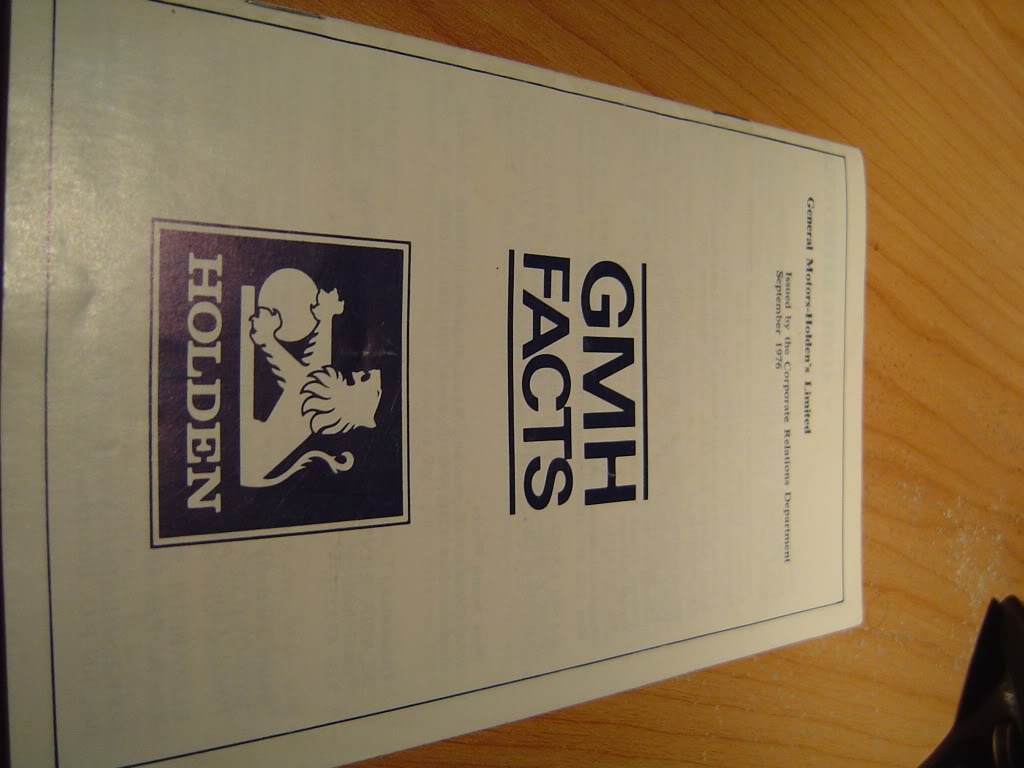 General Motors-Holden's Limited
Issued by the Corporate Relations Department
September 1976
GMH
FACTS
HOLDEN